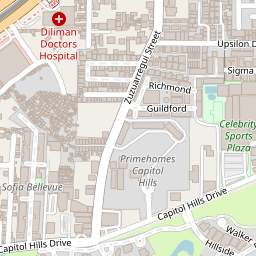 Diliman
Doctors
Hospital
Zuzuarregui Street
Upsilon D
Sigma
Richmond
Guildford
Celebrity
Sports
Plaza
Primehomes
Capitol
Hills
Sofia Bellevue
Capitol Hills Drive
Capitol Hills Drive
Walker
Hillside